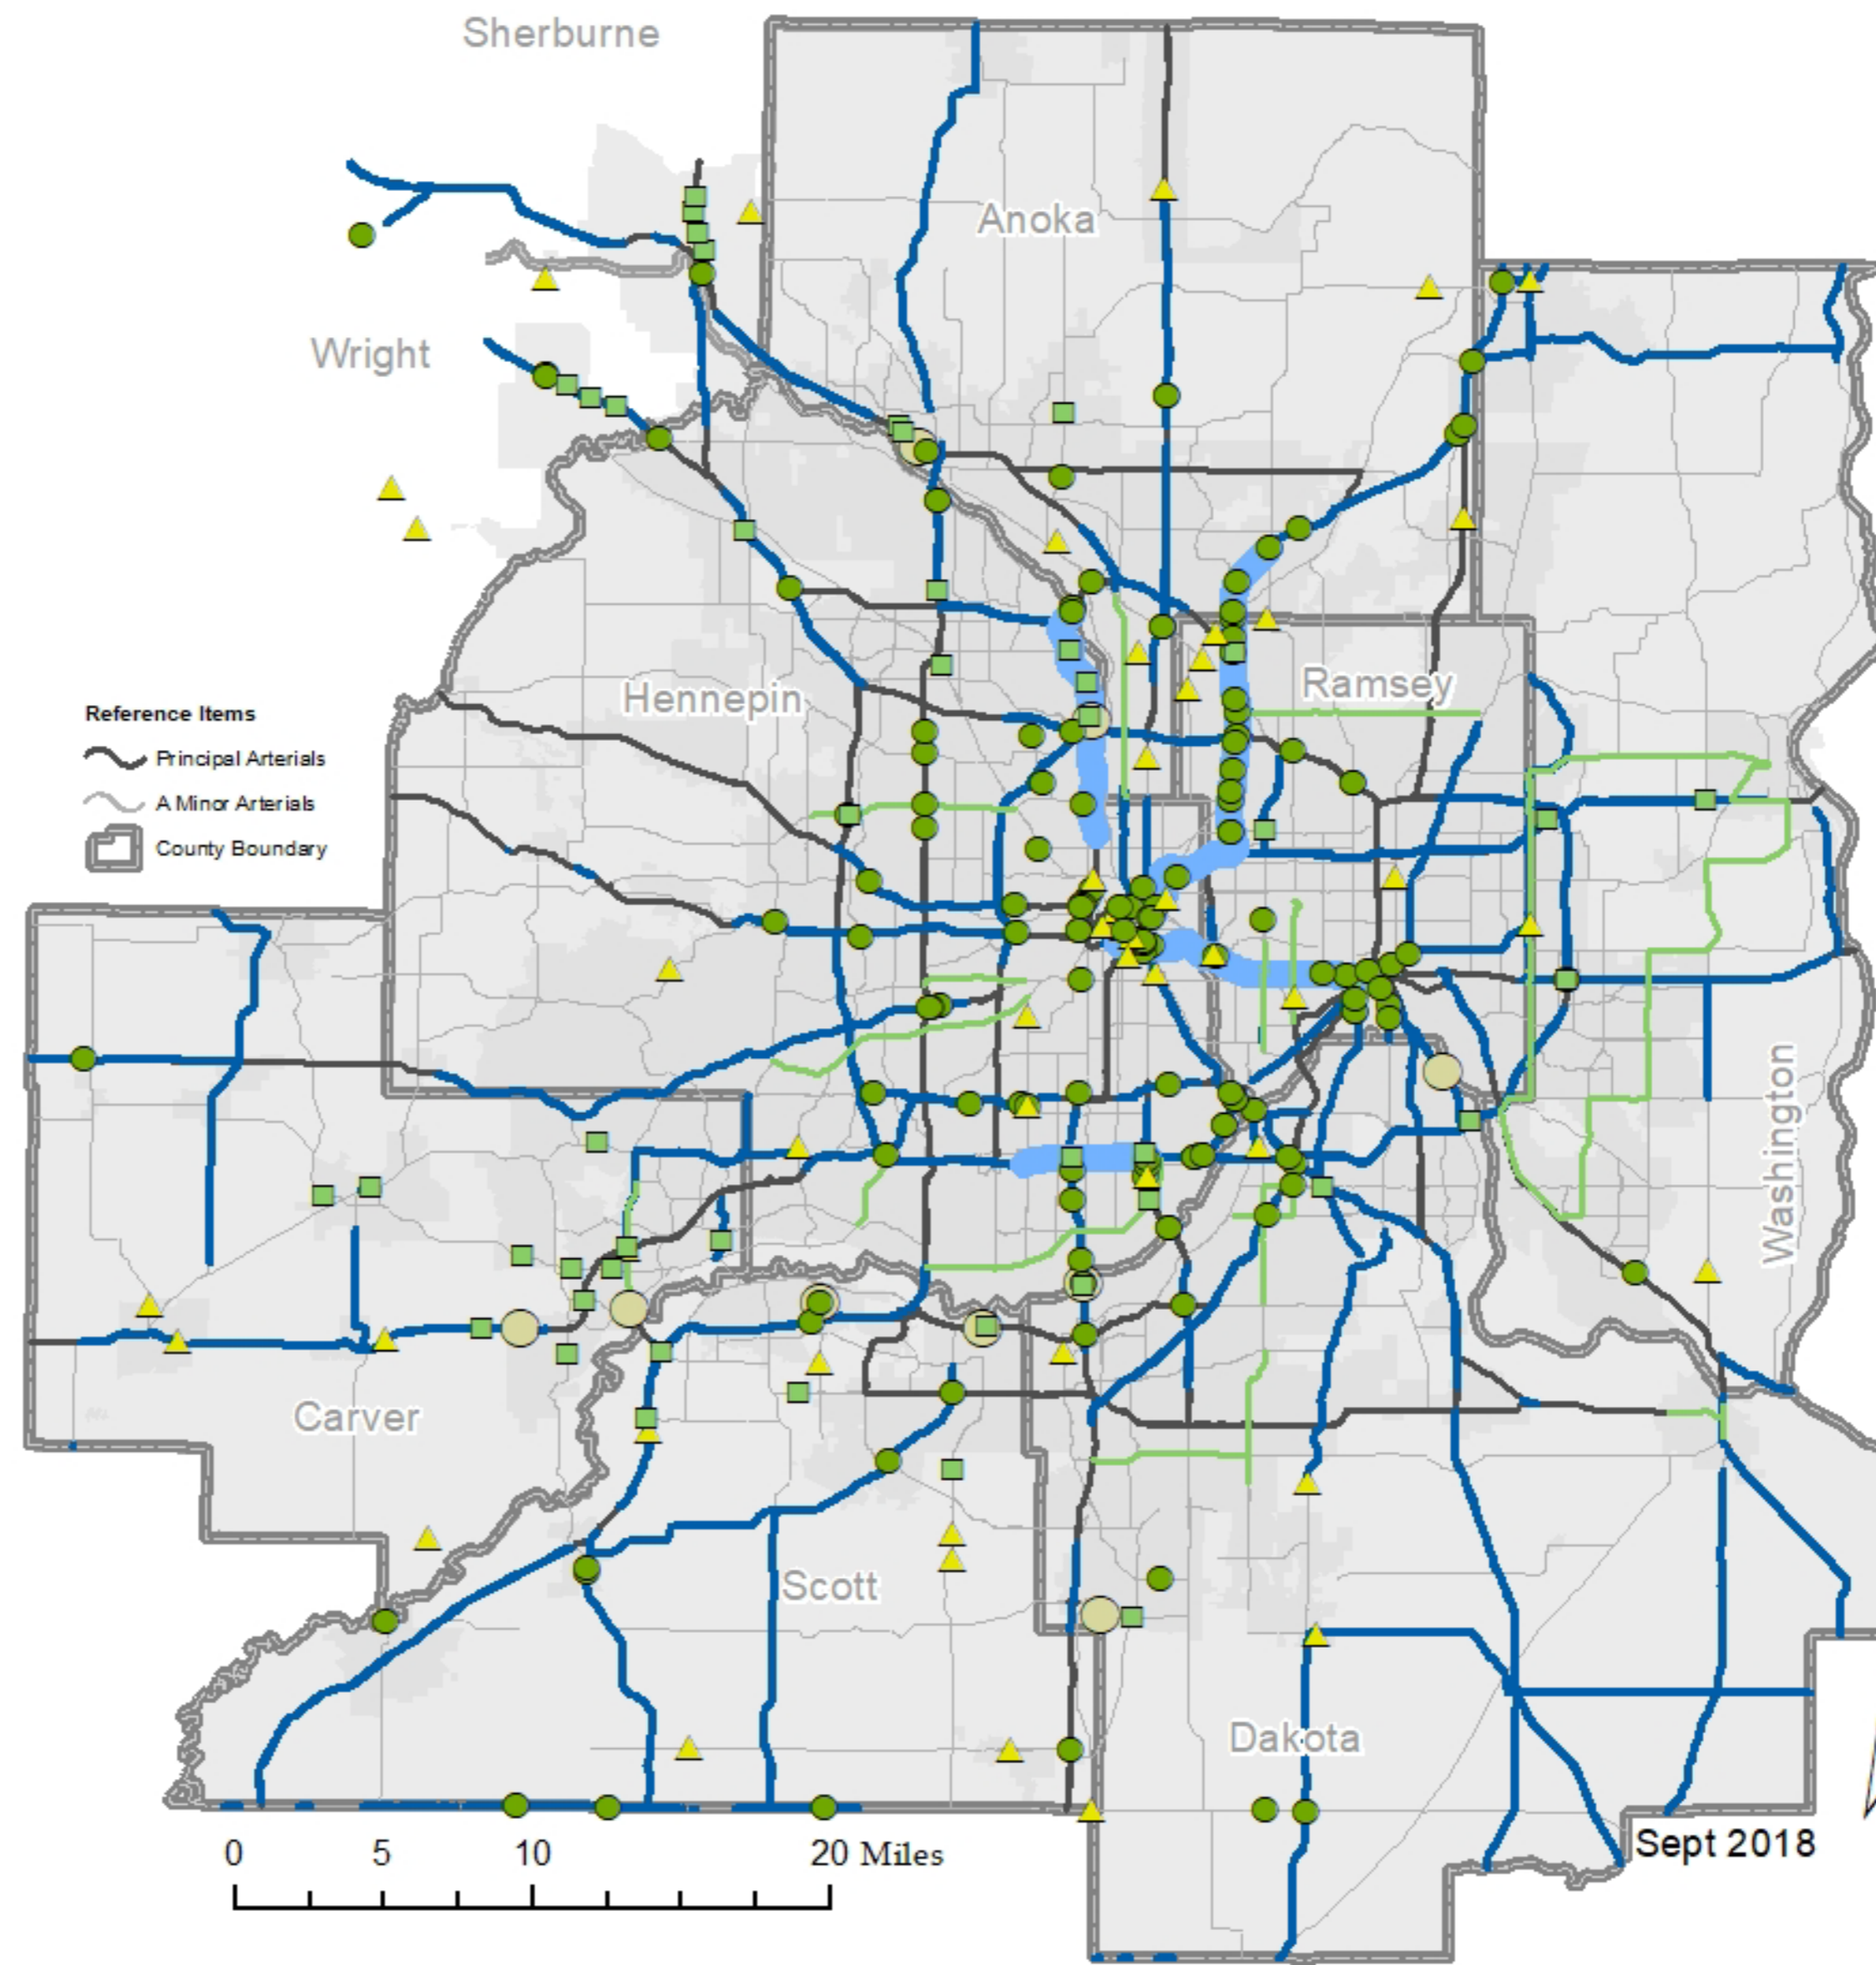 Sherburne
Anoka
Wright
Hennepin
Ramsey
Reference Items
Principal Arterials
A Minor Arterials
County Boundary
Washington
Carver
Scott
Dakota
0 5 10 20 Miles
Sept 2018